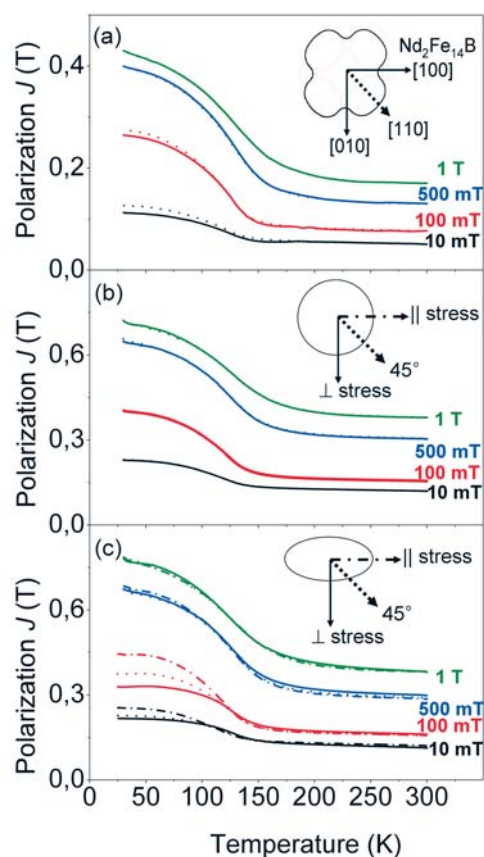 (a)
Nd2Fe14B
[100]
[110]
[010]
1 T
500 mT
100 mT
10 mT
Polarization J (T)
0,4
0,2
0,0
(b)
|| stress
45°
⊥ stress
1 T
500 mT
100 mT
10 mT
Polarization J (T)
0,6
0,3
0,0
(c)
|| stress
45°
⊥ stress
1 T
500 mT
100 mT
10 mT
Polarization J (T)
0,6
0,3
0,0
0 50 100 150 200 250 300
Temperature (K)